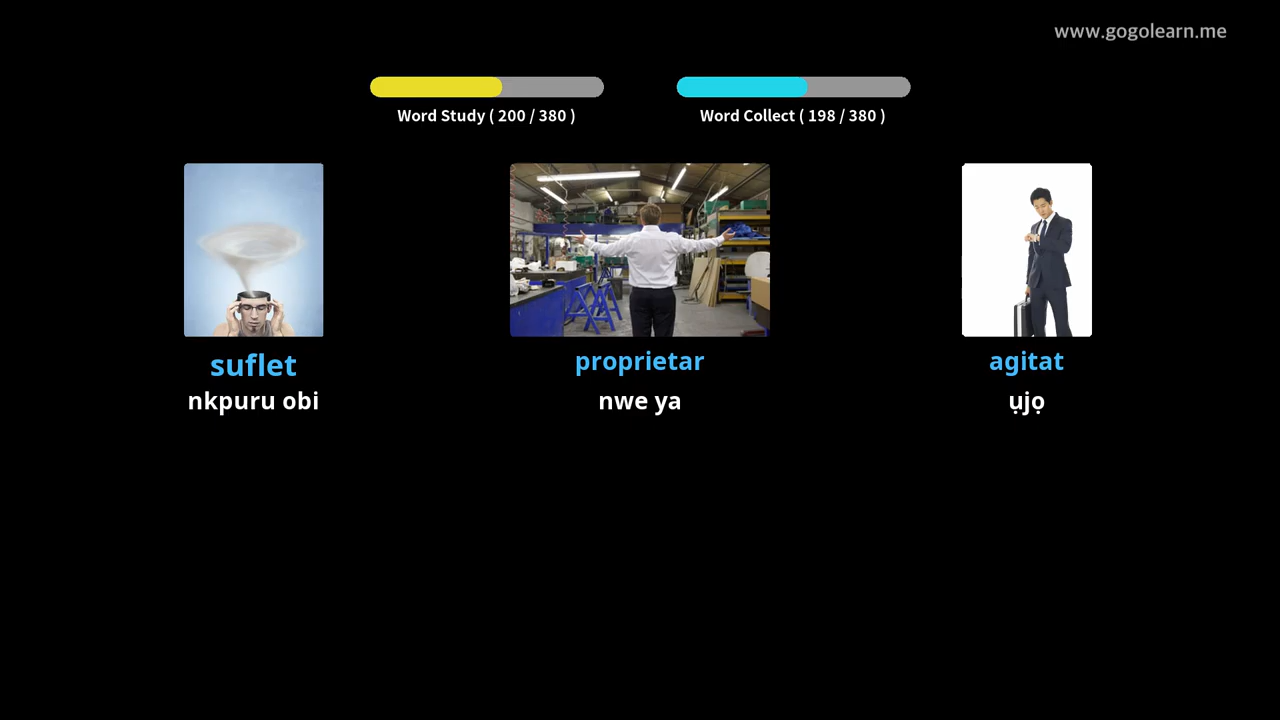 www.gogolearn.me
Word Study ( 200 / 380 )
Word Collect ( 198 / 380 )
suflet
nkpuru obi
proprietar
nwe ya
agitat
ụjọ